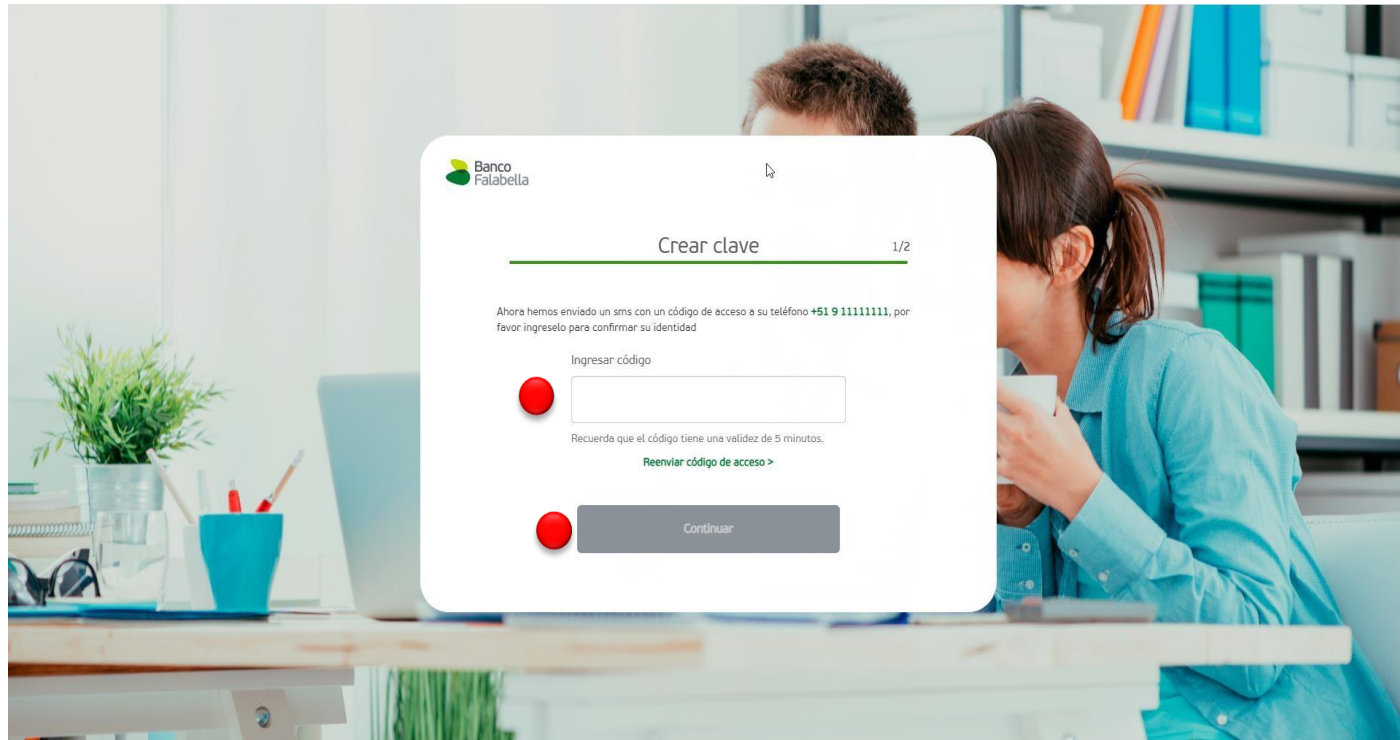 Banco
Falabella
Crear clave 1/2
Ahora hemos enviado un sms con un código de acceso a su teléfono +51 9 11111111, por
favor ingreselo para confirmar su identidad
Ingresar código
Recuerda que el código tiene una validez de 5 minutos.
Reenviar código de acceso >
Continuar